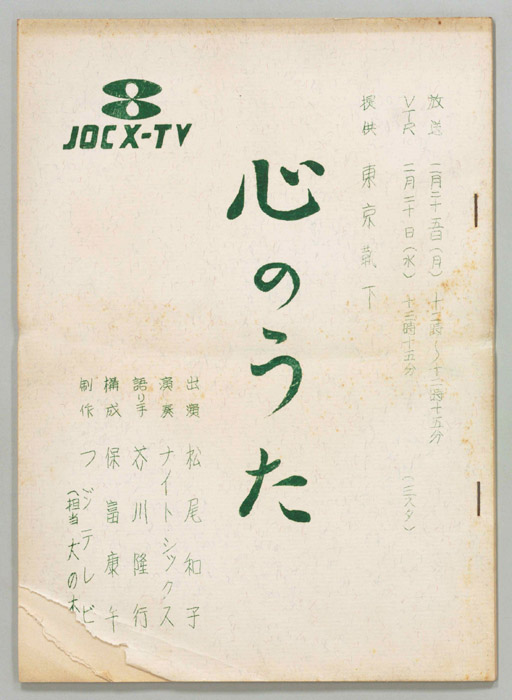 放送 二月二十五日（月）十二時〜十二時十五分
VTR 二月二十日（水）十二時十五分（三スタ）
提供 東京瓦斯
心のうた
JOCX-TV
出演 松尾和子
演奏 ナイトシックス
語り手 芥川隆行
構成 保富康午
制作 フジテレビ
（担当 大の木